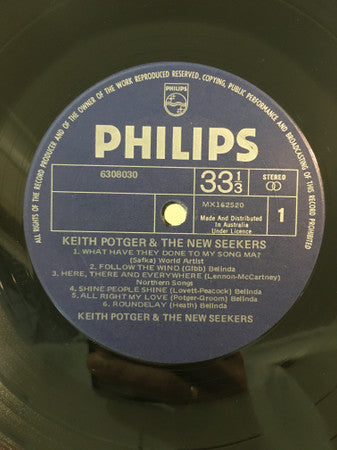 ALL RIGHTS OF THE RECORD PRODUCER AND OF THE OWNER OF THE WORK REPRODUCED RESERVED, COPYING, PUBLIC PERFORMANCE AND BROADCASTING OF THIS RECORD PROHIBITED
PHILIPS
PHILIPS
6308030
33 1/3
STEREO
MX162520
Made And Distributed
In Australia
Under Licence
1
KEITH POTGER & THE NEW SEEKERS
1. WHAT HAVE THEY DONE TO MY SONG MA?
(Safka) World Artist
2. FOLLOW THE WIND (Gibb) Belinda
3. HERE, THERE AND EVERYWHERE (Lennon-McCartney)
Northern Songs
4. SHINE PEOPLE SHINE (Lovett-Peacock) Belinda
5. ALL RIGHT MY LOVE (Potger-Groom) Belinda
6. ROUNDELAY (Heath) Belinda
KEITH POTGER & THE NEW SEEKERS